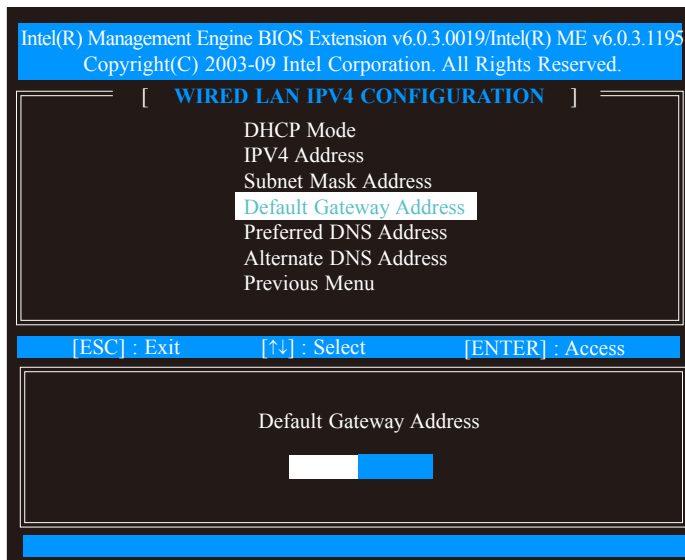 Intel(R) Management Engine BIOS Extension v6.0.3.0019/Intel(R) ME v6.0.3.1195
Copyright(C) 2003-09 Intel Corporation. All Rights Reserved.
[ WIRED LAN IPV4 CONFIGURATION ]
DHCP Mode
IPV4 Address
Subnet Mask Address
Default Gateway Address
Preferred DNS Address
Alternate DNS Address
Previous Menu
[ESC] : Exit [↑↓] : Select [ENTER] : Access
Default Gateway Address